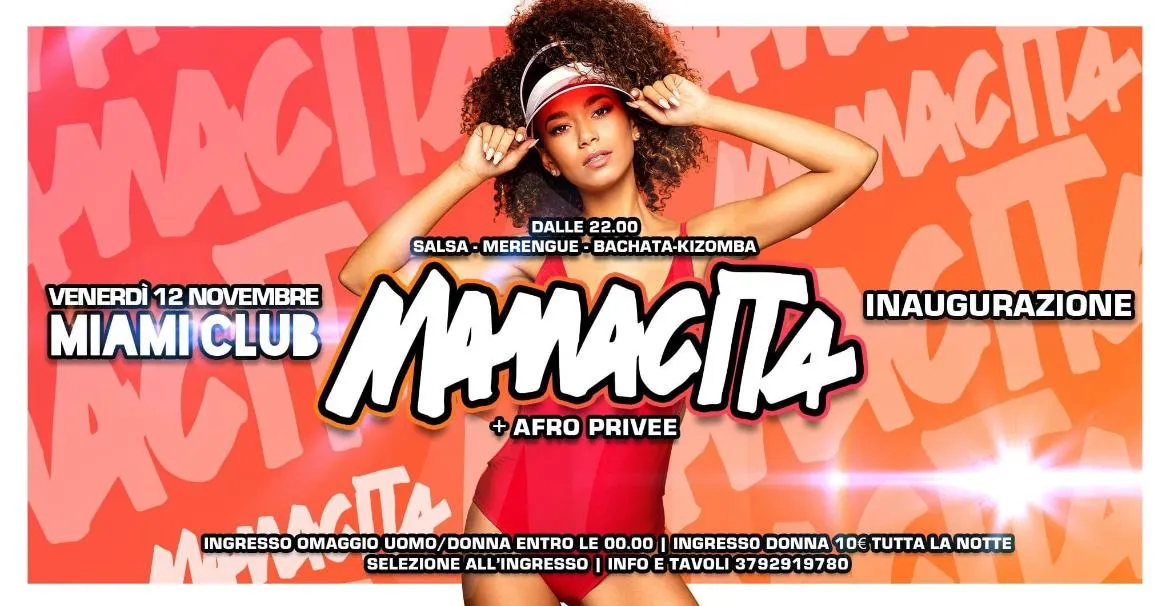 DALLE 22.00
SALSA - MERENGUE - BACHATA-KIZOMBA
VENERDÌ 12 NOVEMBRE
MIAMI CLUB
MAMACITA
INAUGURAZIONE
+ AFRO PRIVEE
MAMACITA
INGRESSO OMAGGIO UOMO/DONNA ENTRO LE 00.00 | INGRESSO DONNA 10€ TUTTA LA NOTTE
SELEZIONE ALL'INGRESSO | INFO E TAVOLI 3792919780